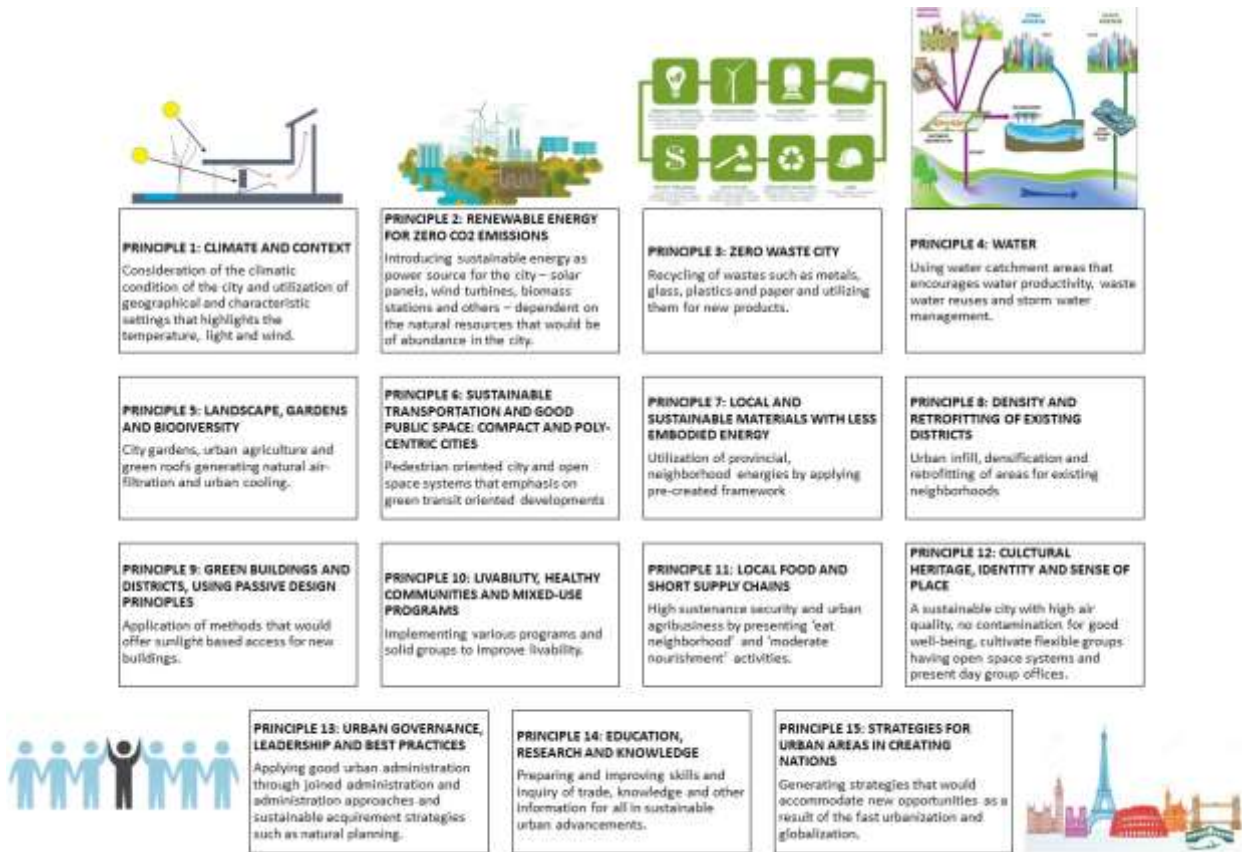 PRINCIPLE 1: CLIMATE AND CONTEXT
Consideration of the climatic
condition of the city and utilization of
geographical and characteristic
settings that highlights the
temperature, light and wind.
PRINCIPLE 2: RENEWABLE ENERGY
FOR ZERO CO2 EMISSIONS
Introducing sustainable energy as
power source for the city – solar
panels, wind turbines, biomass
stations and others – dependent on
the natural resources that would be
of abundance in the city.
PRINCIPLE 3: ZERO WASTE CITY
Recycling of wastes such as metals,
glass, plastics and paper and utilizing
them for new products.
PRINCIPLE 4: WATER
Using water catchment areas that
encourages water productivity, waste
water reuses and storm water
management.
PRINCIPLE 5: LANDSCAPE, GARDENS
AND BIODIVERSITY
City gardens, urban agriculture and
green roofs generating natural air-
filtration and urban cooling.
PRINCIPLE 6: SUSTAINABLE
TRANSPORTATION AND GOOD
PUBLIC SPACE: COMPACT AND POLY-
CENTRIC CITIES
Pedestrian oriented city and open
space systems that emphasis on
green transit oriented developments
PRINCIPLE 7: LOCAL AND
SUSTAINABLE MATERIALS WITH LESS
EMBODIED ENERGY
Utilization of provincial,
neighborhood energies by applying
pre-created framework
PRINCIPLE 8: DENSITY AND
RETROFITTING OF EXISTING
DISTRICTS
Urban infill, densification and
retrofitting of areas for existing
neighborhoods
PRINCIPLE 9: GREEN BUILDINGS AND
DISTRICTS, USING PASSIVE DESIGN
PRINCIPLES
Application of methods that would
offer sunlight based access for new
buildings.
PRINCIPLE 10: LIVABILITY, HEALTHY
COMMUNITIES AND MIXED-USE
PROGRAMS
Implementing various programs and
solid groups to improve livability.
PRINCIPLE 11: LOCAL FOOD AND
SHORT SUPPLY CHAINS
High sustenance security and urban
agribusiness by presenting 'eat
neighborhood' and 'moderate
nourishment' activities.
PRINCIPLE 12: CULCTURAL
HERITAGE, IDENTITY AND SENSE OF
PLACE
A sustainable city with high air
quality, no contamination for good
well-being, cultivate flexible groups
having open space systems and
present day group offices.
PRINCIPLE 13: URBAN GOVERNANCE,
LEADERSHIP AND BEST PRACTICES
Applying good urban administration
through joined administration and
administration approaches and
sustainable acquirement strategies
such as natural planning.
PRINCIPLE 14: EDUCATION,
RESEARCH AND KNOWLEDGE
Preparing and improving skills and
inquiry of trade, knowledge and other
information for all in sustainable
urban advancements.
PRINCIPLE 15: STRATEGIES FOR
URBAN AREAS IN CREATING
NATIONS
Generating strategies that would
accommodate new opportunities as a
result of the fast urbanization and
globalization.